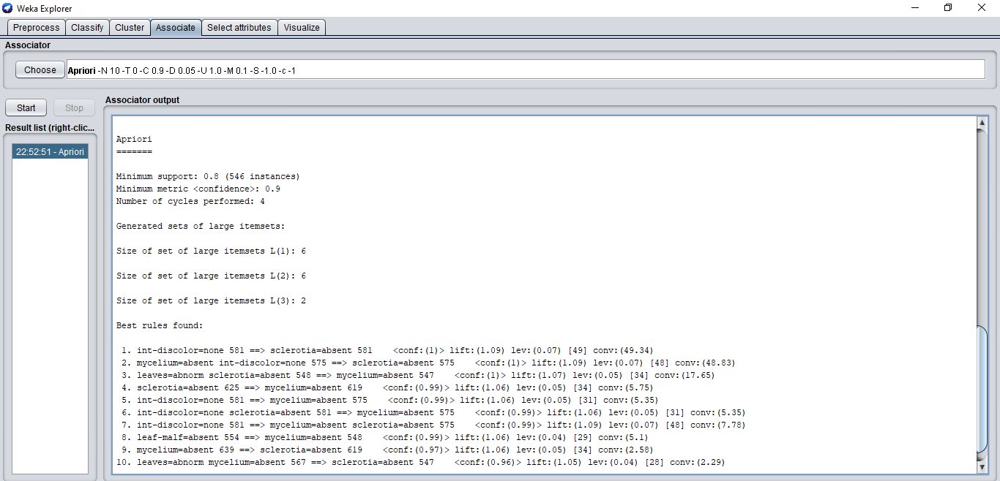 Weka Explorer
Preprocess Classify Cluster Associate Select attributes Visualize
Associator
Choose Apriori -N 10 -T 0 -C 0.9 -D 0.05 -U 1.0 -M 0.1 -S -1.0 -c -1
Start Stop
Result list (right-clic...
22:52:51 - Apriori
Associator output
Apriori
=======
Minimum support: 0.8 (546 instances)
Minimum metric <confidence>: 0.9
Number of cycles performed: 4
Generated sets of large itemsets:
Size of set of large itemsets L(1): 6
Size of set of large itemsets L(2): 6
Size of set of large itemsets L(3): 2
Best rules found:
1. int-discolor=none 581 ==> sclerotia=absent 581    <conf:(1)> lift:(1.09) lev:(0.07) [49] conv:(49.34)
2. mycelium=absent int-discolor=none 575 ==> sclerotia=absent 575    <conf:(1)> lift:(1.09) lev:(0.07) [48] conv:(48.83)
3. leaves=abnorm sclerotia=absent 548 ==> mycelium=absent 547    <conf:(1)> lift:(1.07) lev:(0.05) [34] conv:(17.65)
4. sclerotia=absent 625 ==> mycelium=absent 619    <conf:(0.99)> lift:(1.06) lev:(0.05) [34] conv:(5.75)
5. int-discolor=none 581 ==> mycelium=absent 575    <conf:(0.99)> lift:(1.06) lev:(0.05) [31] conv:(5.35)
6. int-discolor=none sclerotia=absent 581 ==> mycelium=absent 575    <conf:(0.99)> lift:(1.06) lev:(0.05) [31] conv:(5.35)
7. int-discolor=none 581 ==> mycelium=absent sclerotia=absent 575    <conf:(0.99)> lift:(1.09) lev:(0.07) [48] conv:(7.78)
8. leaf-malf=absent 554 ==> mycelium=absent 548    <conf:(0.99)> lift:(1.06) lev:(0.04) [29] conv:(5.1)
9. mycelium=absent 639 ==> sclerotia=absent 619    <conf:(0.97)> lift:(1.06) lev:(0.05) [34] conv:(2.58)
10. leaves=abnorm mycelium=absent 567 ==> sclerotia=absent 547    <conf:(0.96)> lift:(1.05) lev:(0.04) [28] conv:(2.29)